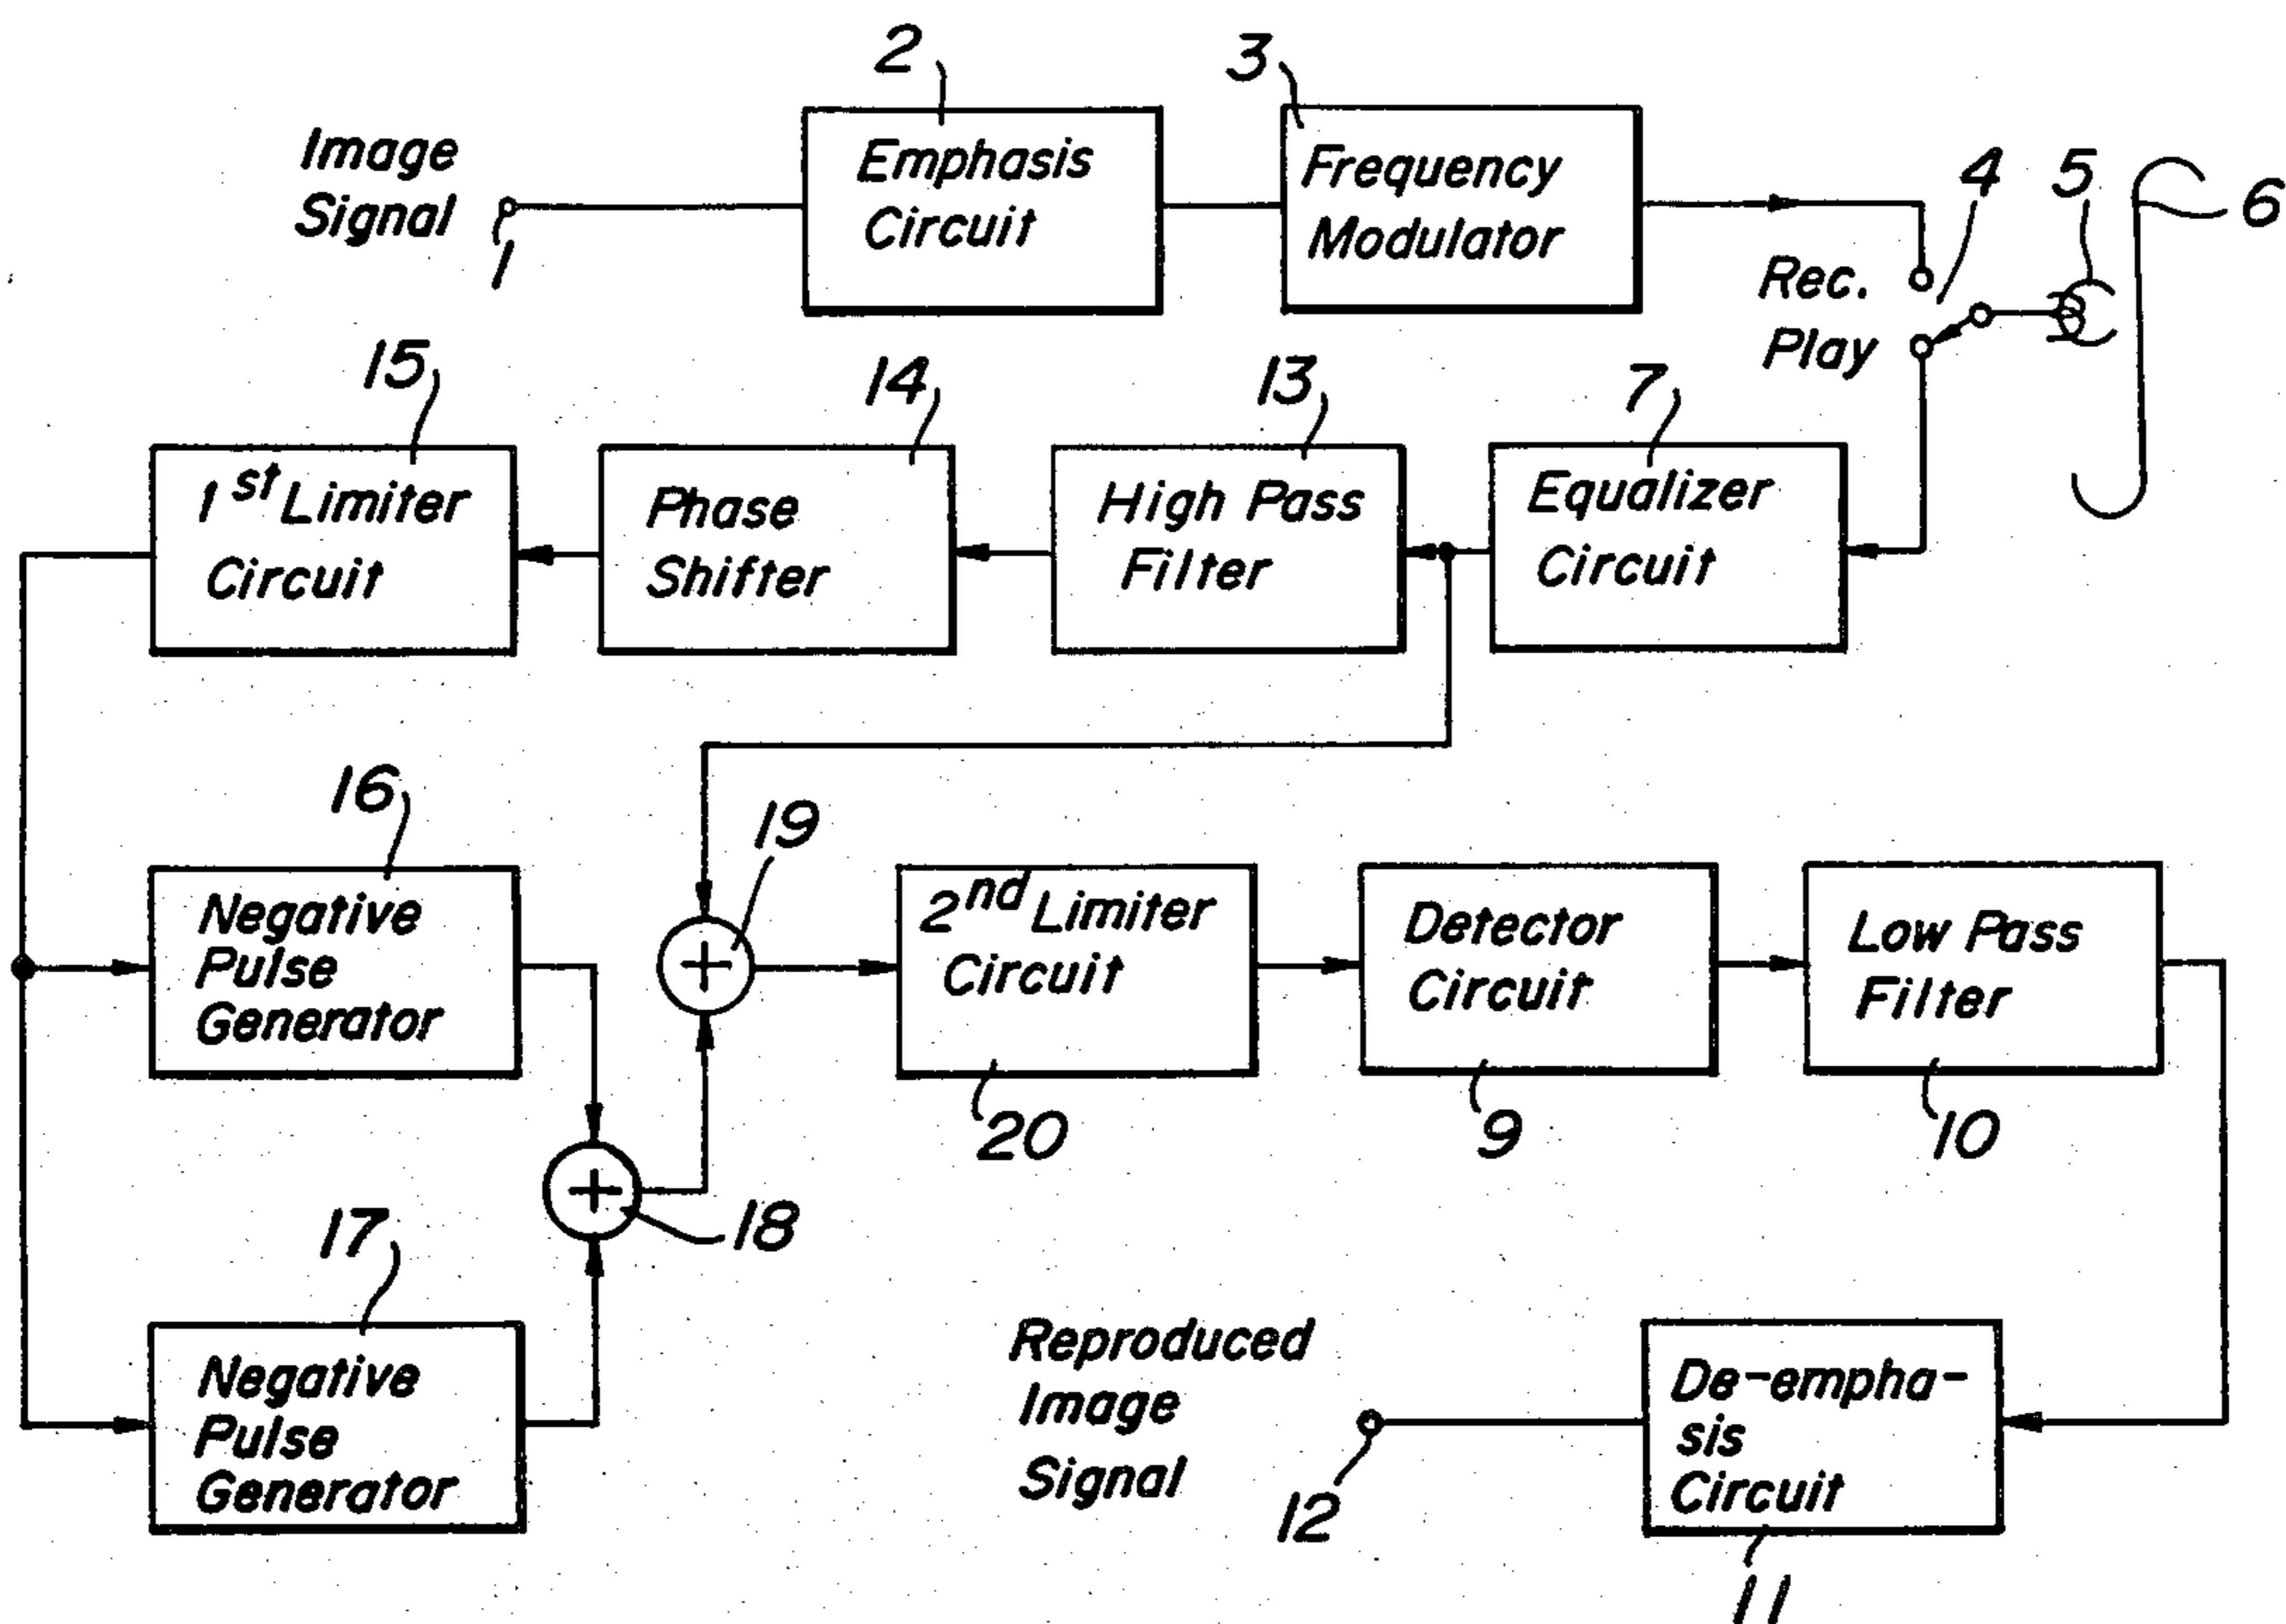 2
3
Image
Signal
1
Emphasis
Circuit
Frequency
Modulator
4
5
6
Rec.
Play
15
14
13
7
1st Limiter
Circuit
Phase
Shifter
High Pass
Filter
Equalizer
Circuit
16
19
Negative
Pulse
Generator
+
2nd Limiter
Circuit
Detector
Circuit
Low Pass
Filter
20
9
10
+
18
17
Negative
Pulse
Generator
Reproduced
Image
Signal
12
De-empha-
sis
Circuit
11